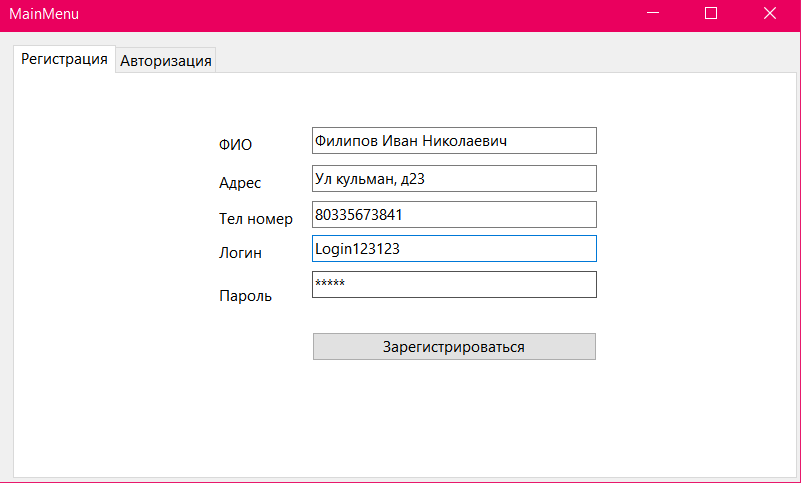 MainMenu
Регистрация Авторизация
ФИО Филипов Иван Николаевич
Адрес Ул кульман, д23
Тел номер 80335673841
Логин Login123123
Пароль *****
Зарегистрироваться